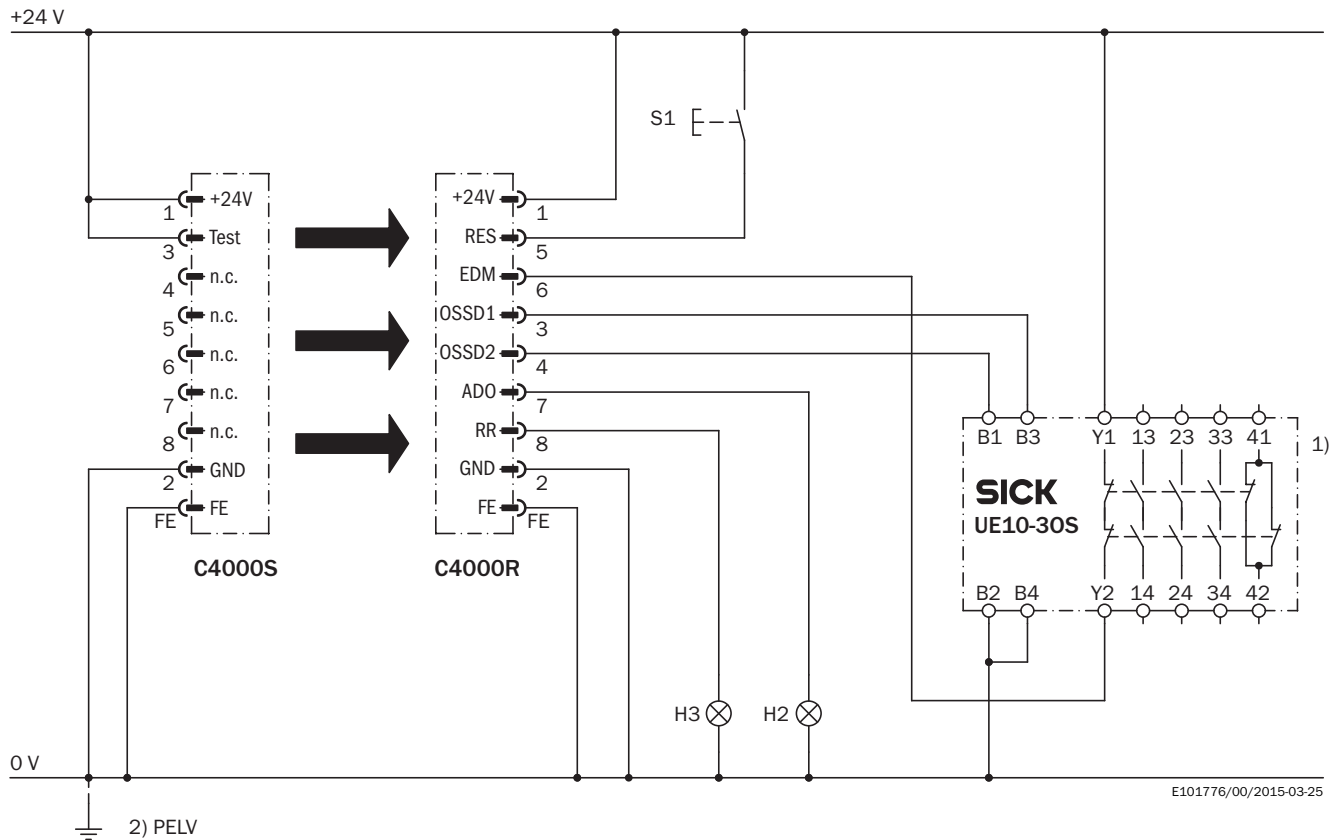 +24 V
S1
+24V
1
Test
3
n.c.
4
n.c.
5
n.c.
6
n.c.
7
n.c.
8
GND
2
FE
FE
C4000S
+24V
1
RES
5
EDM
6
OSSD1
3
OSSD2
4
ADO
7
RR
8
GND
2
FE
FE
C4000R
B1 B3 Y1 13 23 33 41
1)
SICK
UE10-30S
B2 B4 Y2 14 24 34 42
H3
H2
0 V
E101776/00/2015-03-25
2) PELV